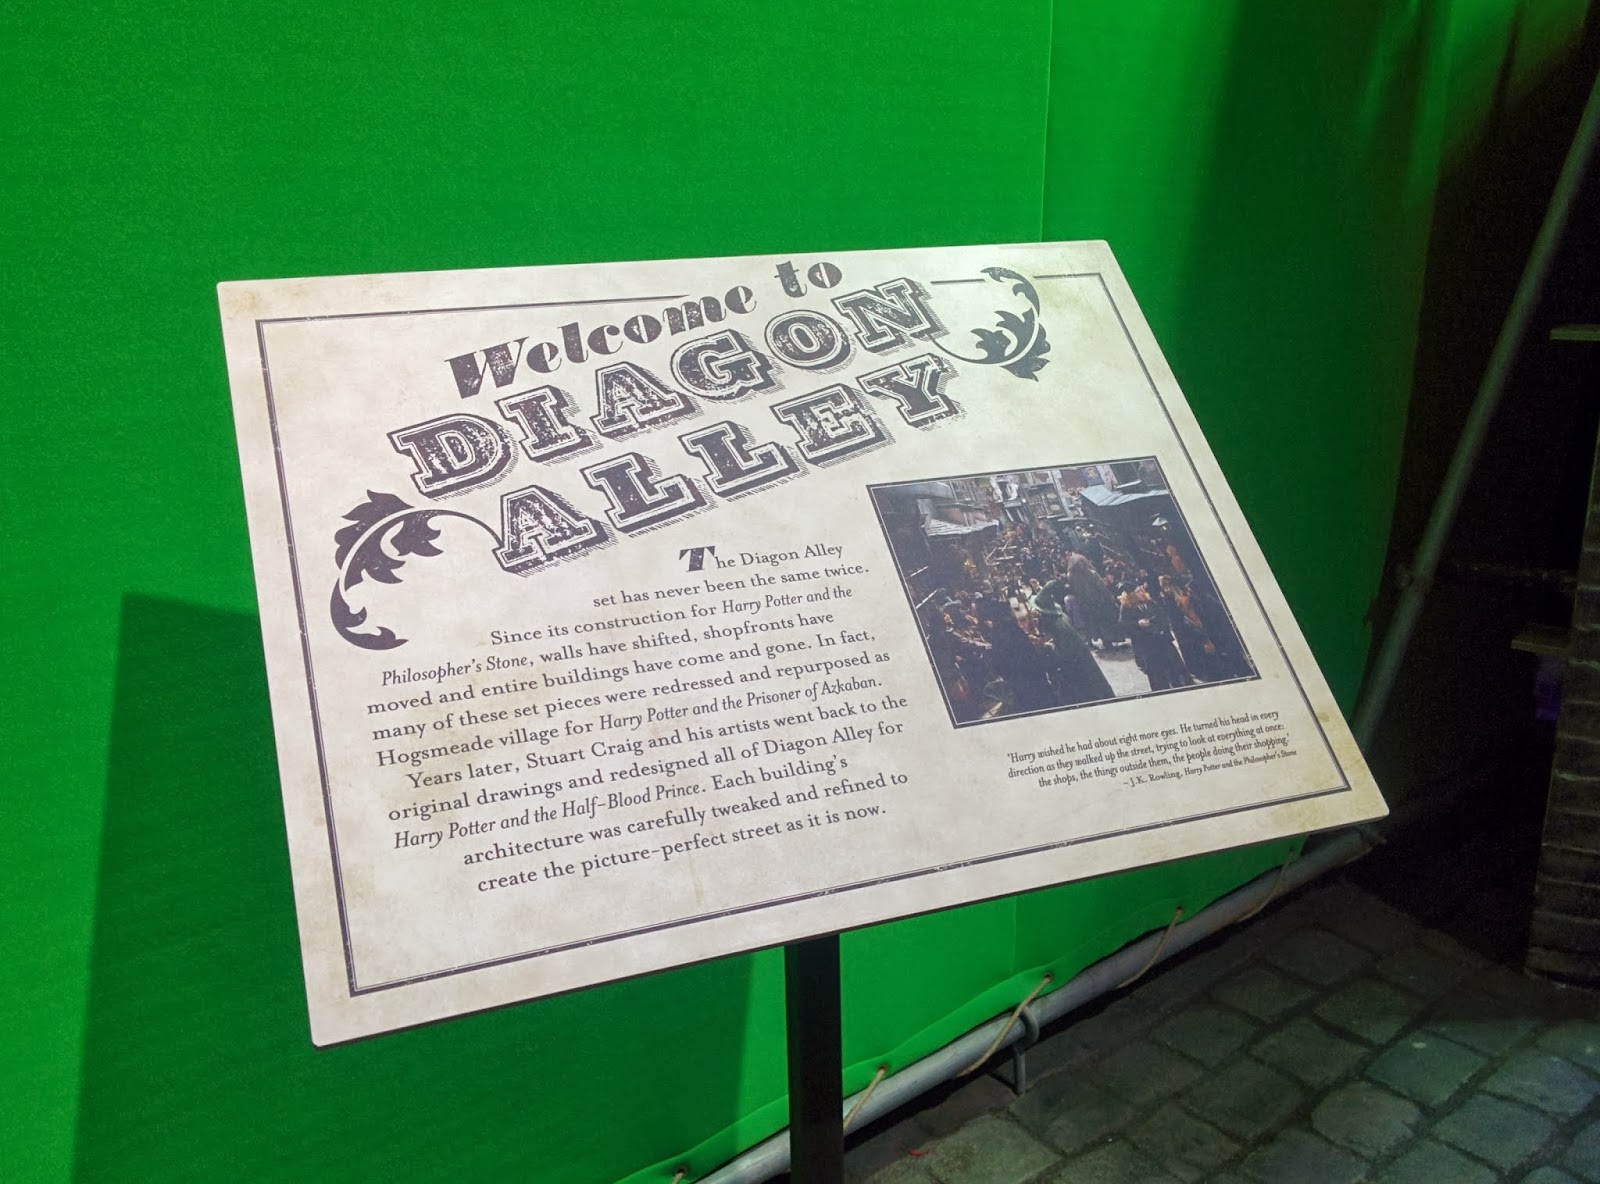 Welcome to
DIAGON
ALLEY
The Diagon Alley
set has never been the same twice.
Since its construction for Harry Potter and the
Philosopher's Stone, walls have shifted, shopfronts have
moved and entire buildings have come and gone. In fact,
many of these set pieces were redressed and repurposed as
Hogsmeade village for Harry Potter and the Prisoner of Azkaban.
Years later, Stuart Craig and his artists went back to the
original drawings and redesigned all of Diagon Alley for
Harry Potter and the Half-Blood Prince. Each building's
architecture was carefully tweaked and refined to
create the picture-perfect street as it is now.
'Harry wished he had about eight more eyes. He turned his head in every
direction as they walked up the street, trying to look at everything at once:
the shops, the things outside them, the people doing their shopping.'
~ J.K. Rowling, Harry Potter and the Philosopher's Stone